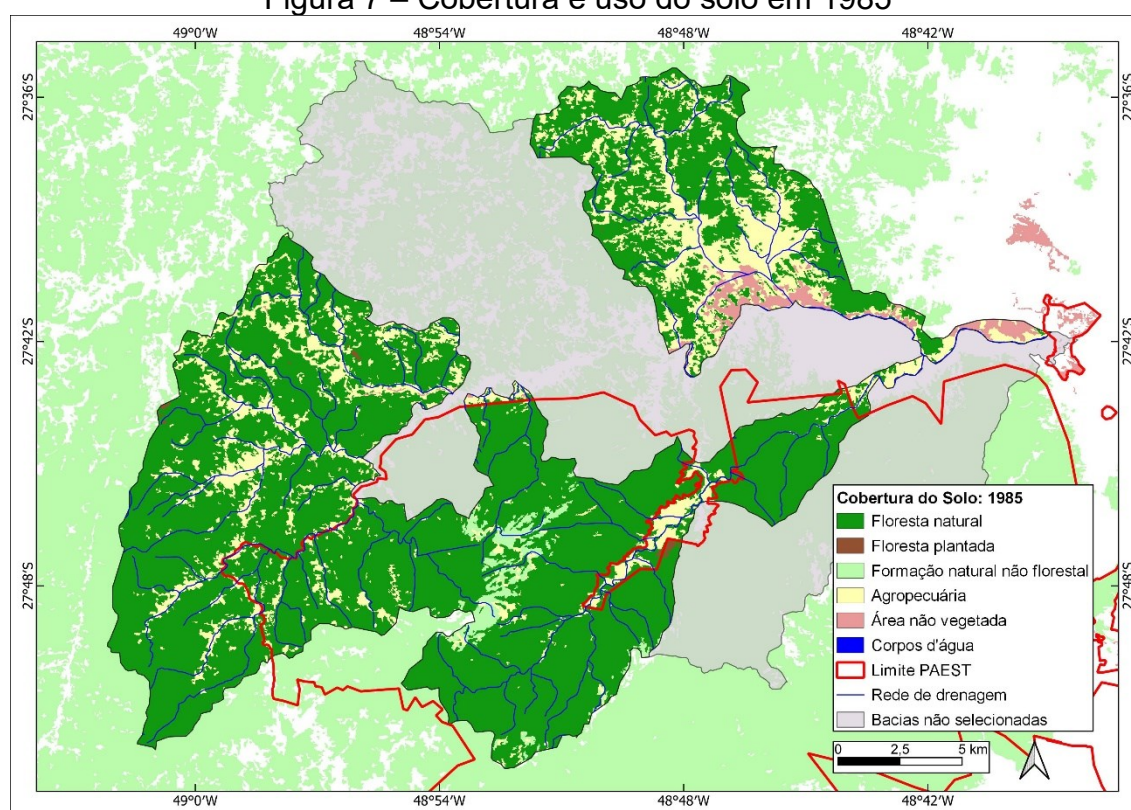 Figura 7 – Cobertura e uso do solo em 1985
49°0'W 48°54'W 48°48'W 48°42'W
27°36'S 27°36'S
27°42'S 27°42'S
27°48'S 27°48'S
Cobertura do Solo: 1985
Floresta natural
Floresta plantada
Formação natural não florestal
Agropecuária
Área não vegetada
Corpos d'água
Limite PAEST
Rede de drenagem
Bacias não selecionadas
0 2,5 5 km
49°0'W 48°54'W 48°48'W 48°42'W